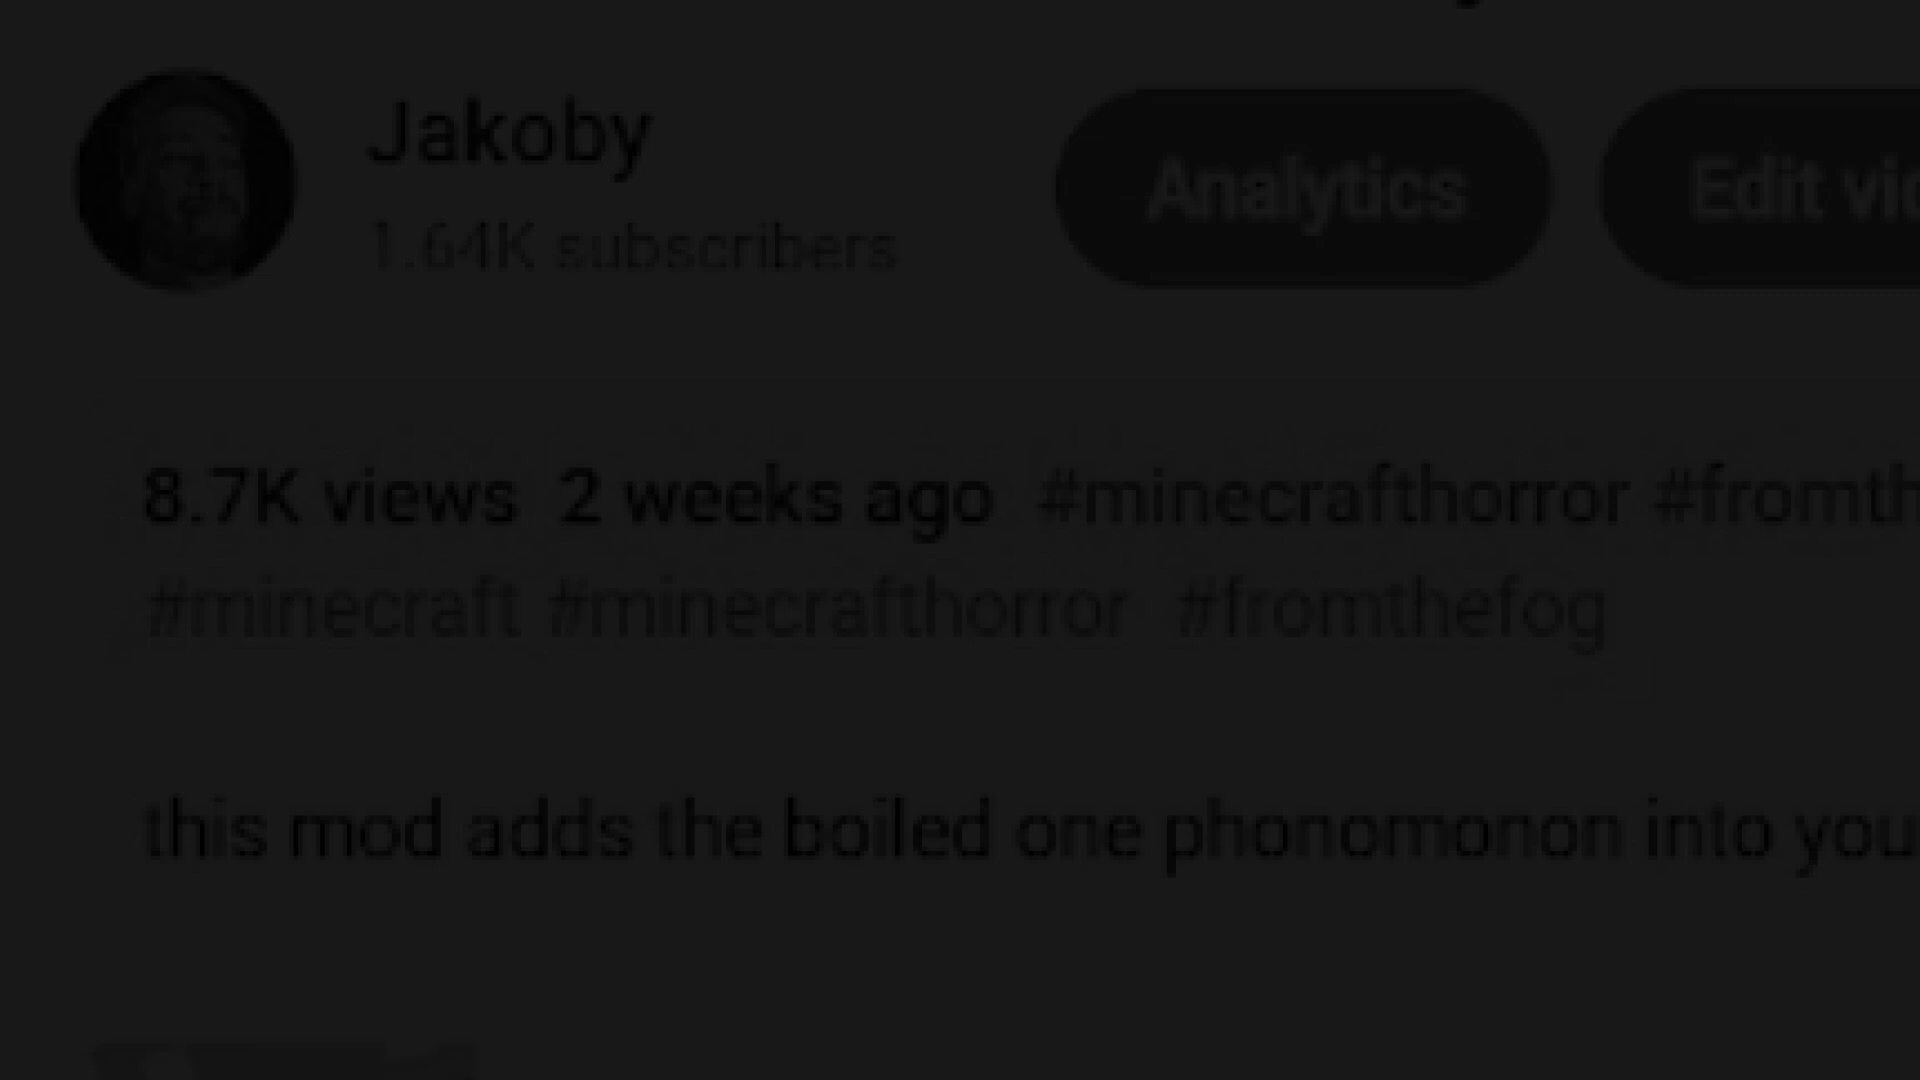 Jakoby
1.64K subscribers
Analytics
Edit vid
8.7K views 2 weeks ago #minecrafthorror #fromth
#minecraft #minecrafthorror #fromthefog
this mod adds the boiled one phonomonon into you